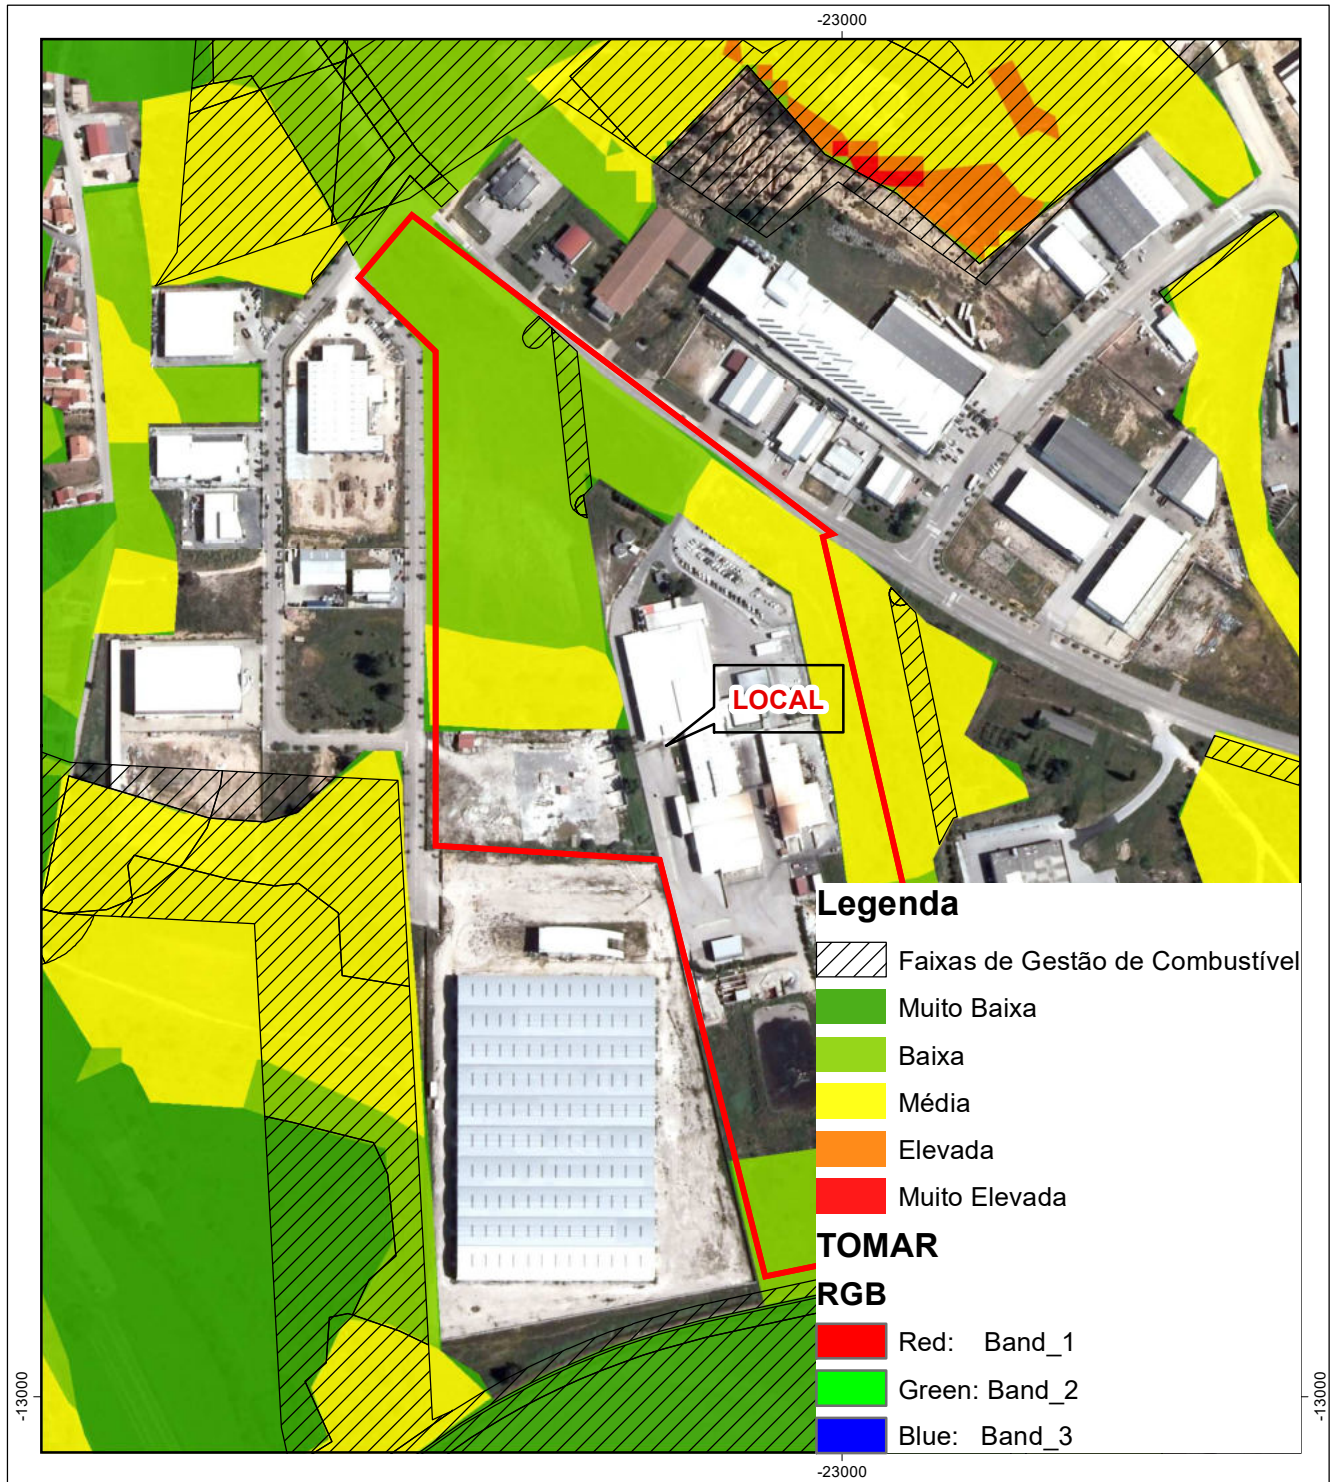 -23000
LOCAL
Legenda
Faixas de Gestão de Combustível
Muito Baixa
Baixa
Média
Elevada
Muito Elevada
TOMAR
RGB
Red: Band_1
Green: Band_2
Blue: Band_3
-13000
-13000
-23000